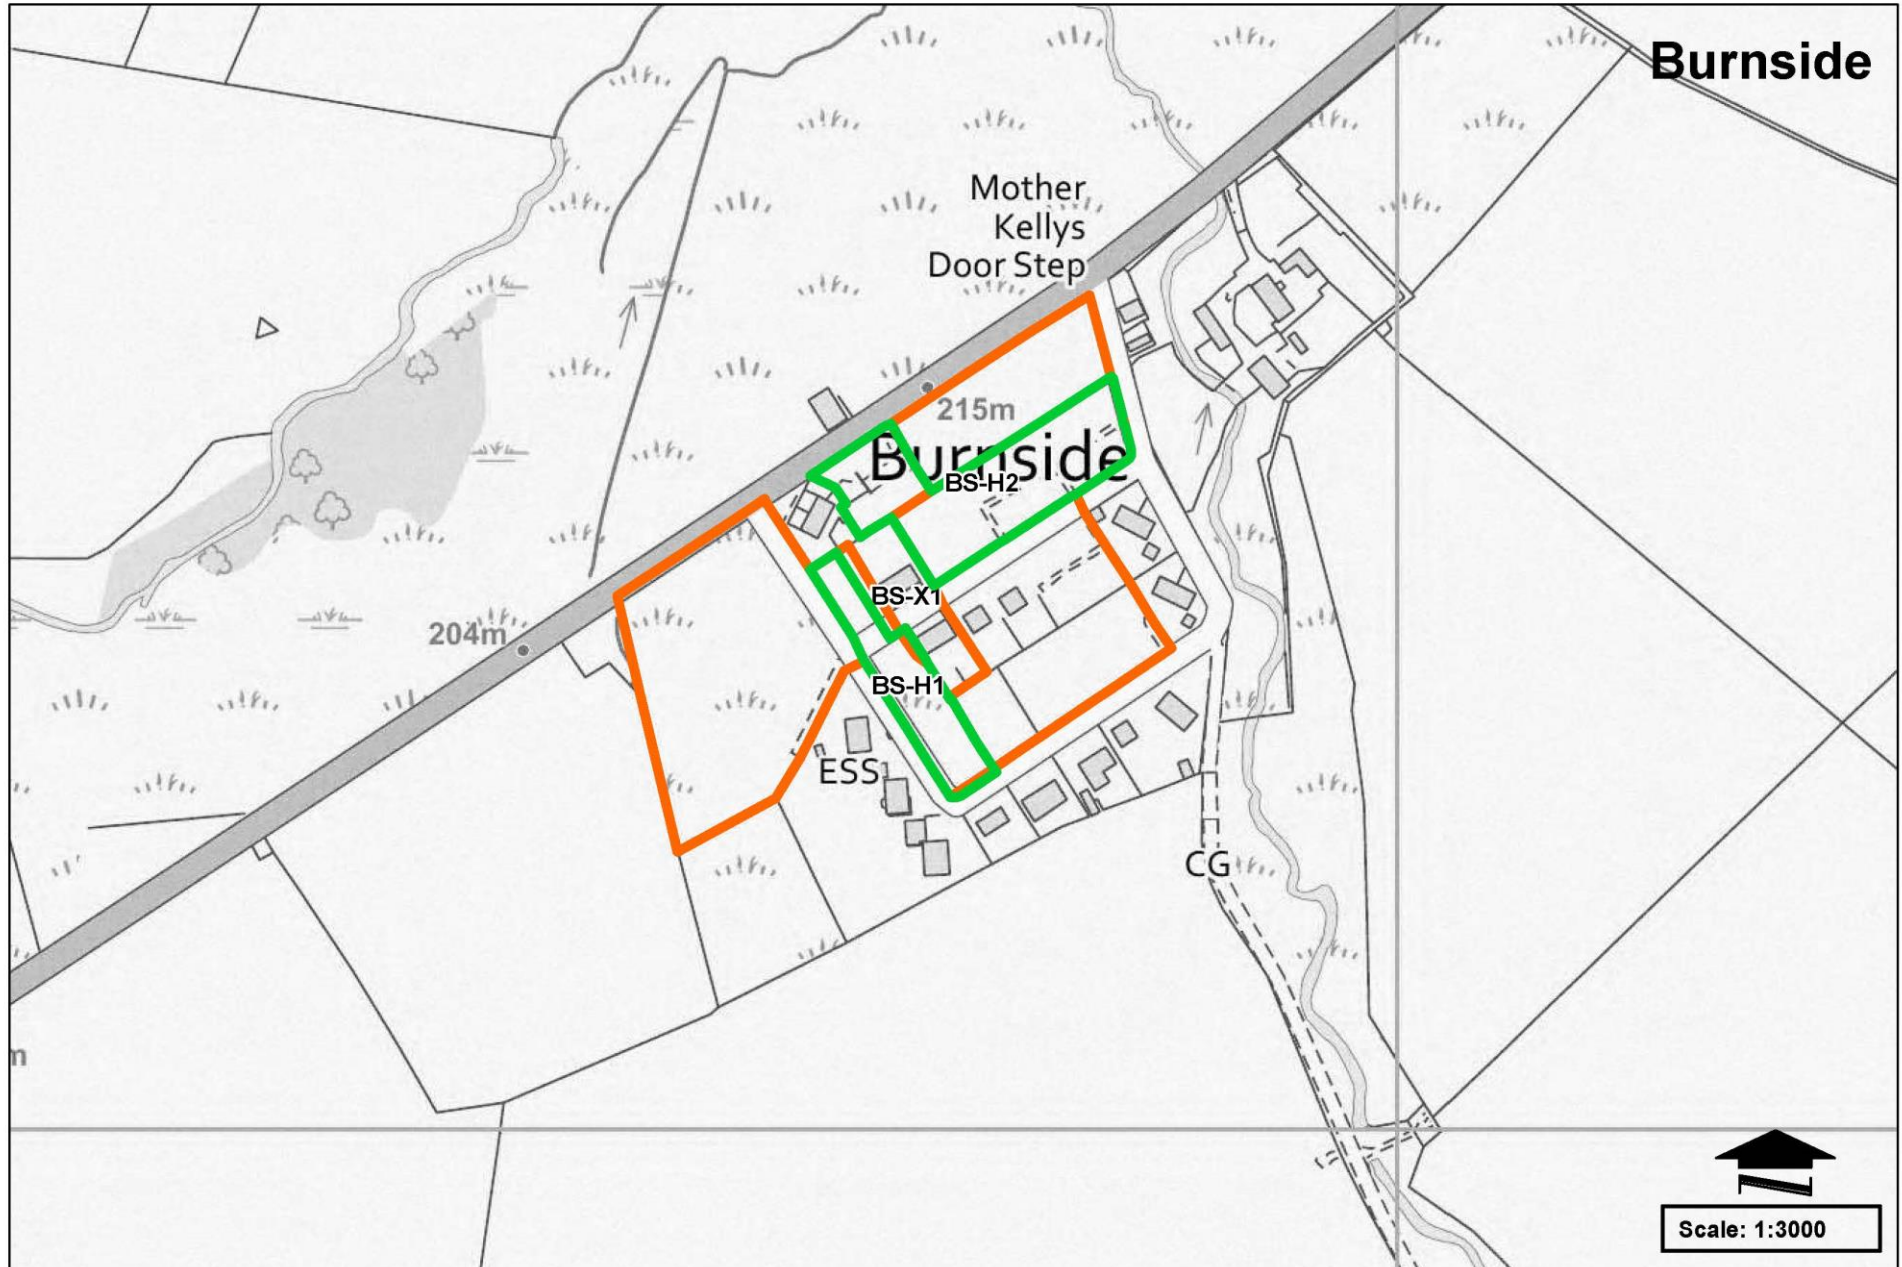 Burnside
Mother
Kellys
Door Step
215m
Burnside
BS-H2
BS-X1
204m
BS-H1
ESS
CG
m
Scale: 1:3000